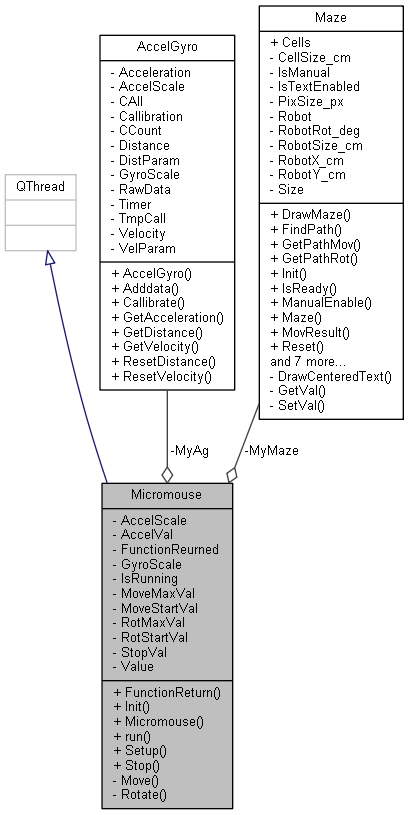 Maze
+ Cells
- CellSize_cm
- IsManual
- IsTextEnabled
- PixSize_px
- Robot
- RobotRot_deg
- RobotSize_cm
- RobotX_cm
- RobotY_cm
- Size
+ DrawMaze()
+ FindPath()
+ GetPathMov()
+ GetPathRot()
+ Init()
+ IsReady()
+ ManualEnable()
+ Maze()
+ MovResult()
+ Reset()
and 7 more...
- DrawCenteredText()
- GetVal()
- SetVal()
AccelGyro
- Acceleration
- AccelScale
- CAll
- Callibration
- CCount
- Distance
- DistParam
- GyroScale
- RawData
- Timer
- TmpCall
- Velocity
- VelParam
+ AccelGyro()
+ Adddata()
+ Callibrate()
+ GetAcceleration()
+ GetDistance()
+ GetVelocity()
+ ResetDistance()
+ ResetVelocity()
QThread
-MyAg
-MyMaze
Micromouse
- AccelScale
- AccelVal
- FunctionReurned
- GyroScale
- IsRunning
- MoveMaxVal
- MoveStartVal
- RotMaxVal
- RotStartVal
- StopVal
- Value
+ FunctionReturn()
+ Init()
+ Micromouse()
+ run()
+ Setup()
+ Stop()
- Move()
- Rotate()